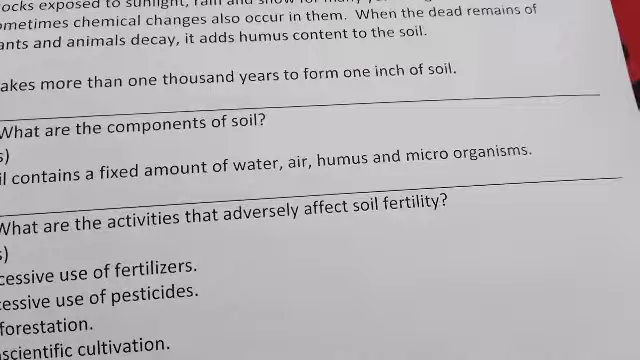 ocks exposed to sunlight, rain and snow for many
ometimes chemical changes also occur in them. When the dead remains of
ants and animals decay, it adds humus content to the soil.
akes more than one thousand years to form one inch of soil.
What are the components of soil?
s)
il contains a fixed amount of water, air, humus and micro organisms.
What are the activities that adversely affect soil fertility?
s)
cessive use of fertilizers.
cessive use of pesticides.
forestation.
scientific cultivation.